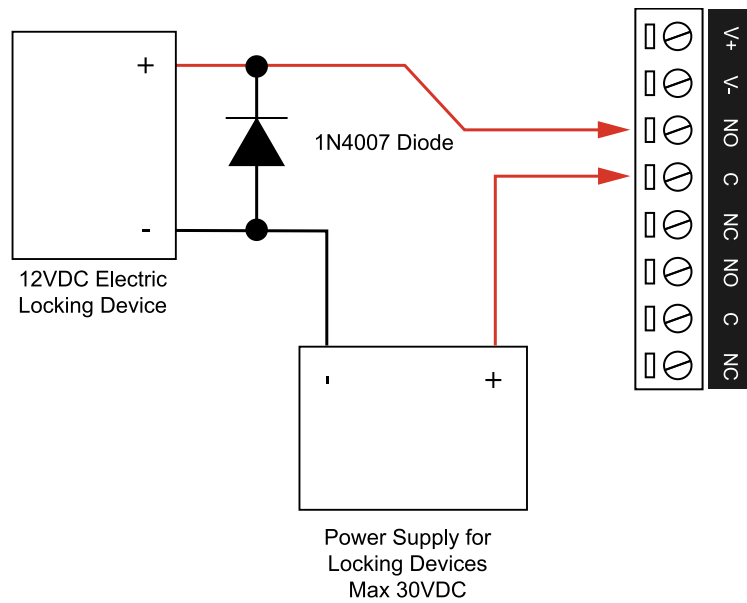 +
1N4007 Diode
-
12VDC Electric
Locking Device
- +
Power Supply for
Locking Devices
Max 30VDC
V+
V-
NO
C
NC
NO
C
NC